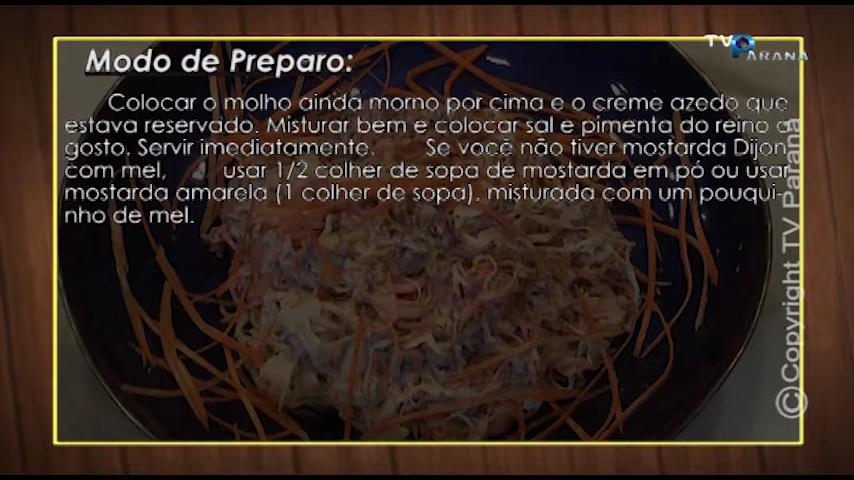 TV PARANÁ
Modo de Preparo:
Colocar o molho ainda morno por cima e o creme azedo que
estava reservado. Misturar bem e colocar sal e pimenta do reino a
gosto. Servir imediatamente. Se você não tiver mostarda Dijon
com mel, usar 1/2 colher de sopa de mostarda em pó ou usar
mostarda amarela (1 colher de sopa), misturada com um pouqui-
nho de mel.
© Copyright TV Paraná